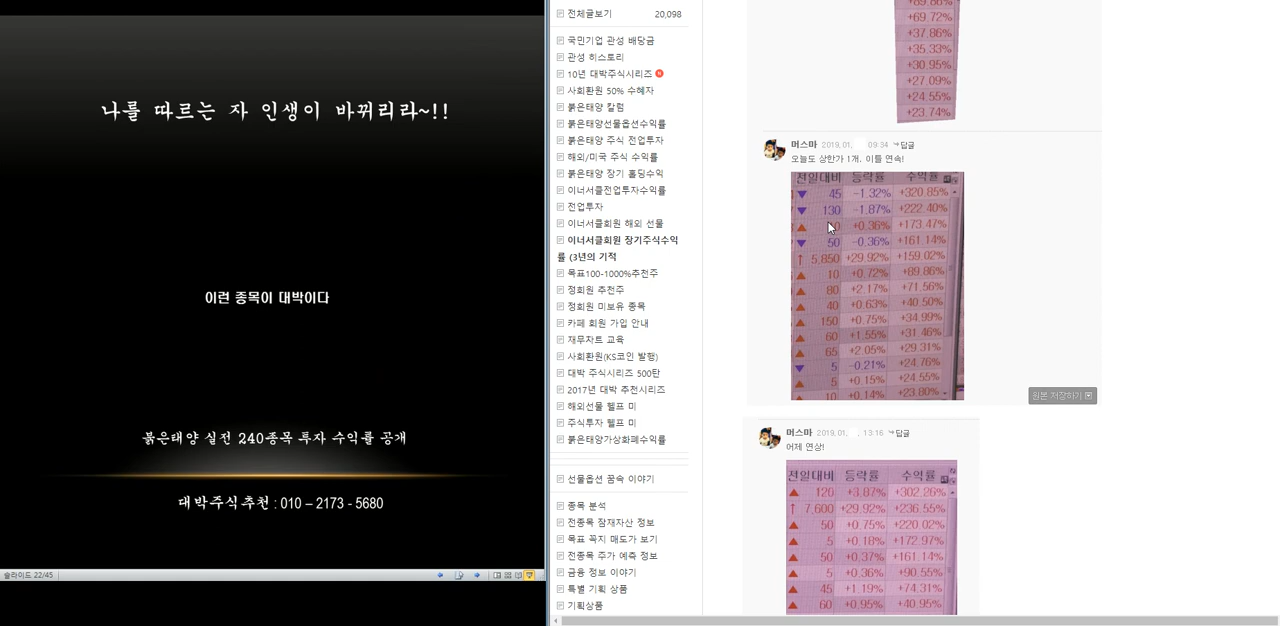 나를 따르는 자 인생이 바뀌리라~!!
이런 종목이 대박이다
붉은태양 실전 240종목 투자 수익률 공개
대박주식추천 : 010 – 2173 - 5680
슬라이드 22/45
전체글보기 20,098
국민기업 관성 배당금
관성 히스토리
10년 대박주식시리즈
사회환원 50% 수혜자
붉은태양 칼럼
붉은태양선물옵션수익률
붉은태양 주식 전업투자
해외/미국 주식 수익률
붉은태양 장기 홀딩수익
이너서클전업투자수익률
전업투자
이너서클회원 해외 선물
이너서클회원 장기주식수익
률 (3년의 기적
목표100-1000%추천주
정회원 추천주
정회원 미보유 종목
카페 회원 가입 안내
재무차트 교육
사회환원(KS코인 발행)
대박 주식시리즈 500탄
2017년 대박 추천시리즈
해외선물 헬프 미
주식투자 헬프 미
붉은태양가상화폐수익률
선물옵션 꿈속 이야기
종목 분석
전종목 잠재자산 정보
목표 꼭지 매도가 보기
전종목 주가 예측 정보
금융 정보 이야기
특별 기획 상품
기획상품
+69.72%
+37.86%
+35.33%
+30.95%
+27.09%
+24.55%
+23.74%
머스마 2019.01. 09:34 답글
오늘도 상한가 1개. 이틀 연속!
전일대비 등락률 수익률
▼ 45 -1.32% +320.85%
▼ 130 -1.87% +222.40%
▲ +0.36% +173.47%
▼ 50 -0.36% +161.14%
↑ 5,850 +29.92% +159.02%
▲ 10 +0.72% +89.86%
▲ 80 +2.17% +71.56%
▲ 40 +0.63% +40.50%
▲ 150 +0.75% +34.99%
▲ 60 +1.55% +31.46%
▲ 65 +2.05% +29.31%
▼ 5 -0.21% +24.76%
▲ 5 +0.15% +24.55%
▲ 10 +0.14% +23.80%
원본 저장하기
머스마 2019.01. 13:16 답글
어제 연상!
전일대비 등락률 수익률
▲ 120 +3.87% +302.26%
↑ 7,600 +29.92% +236.55%
▲ 50 +0.75% +220.02%
▲ 5 +0.18% +172.97%
▲ 50 +0.37% +161.14%
▲ 5 +0.36% +90.55%
▲ 45 +1.19% +74.31%
▲ 60 +0.95% +40.95%